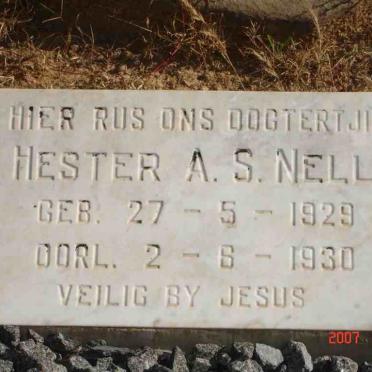 HIER RUS ONS DOGTERTJI
HESTER A. S. NELL
GEB. 27 - 5 - 1929
OORL. 2 - 6 - 1930
VEILIG BY JESUS
2007